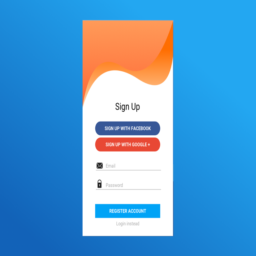 Sign Up
SIGN UP WITH FACEBOOK
SIGN UP WITH GOOGLE +
Email
Password
REGISTER ACCOUNT
Login instead